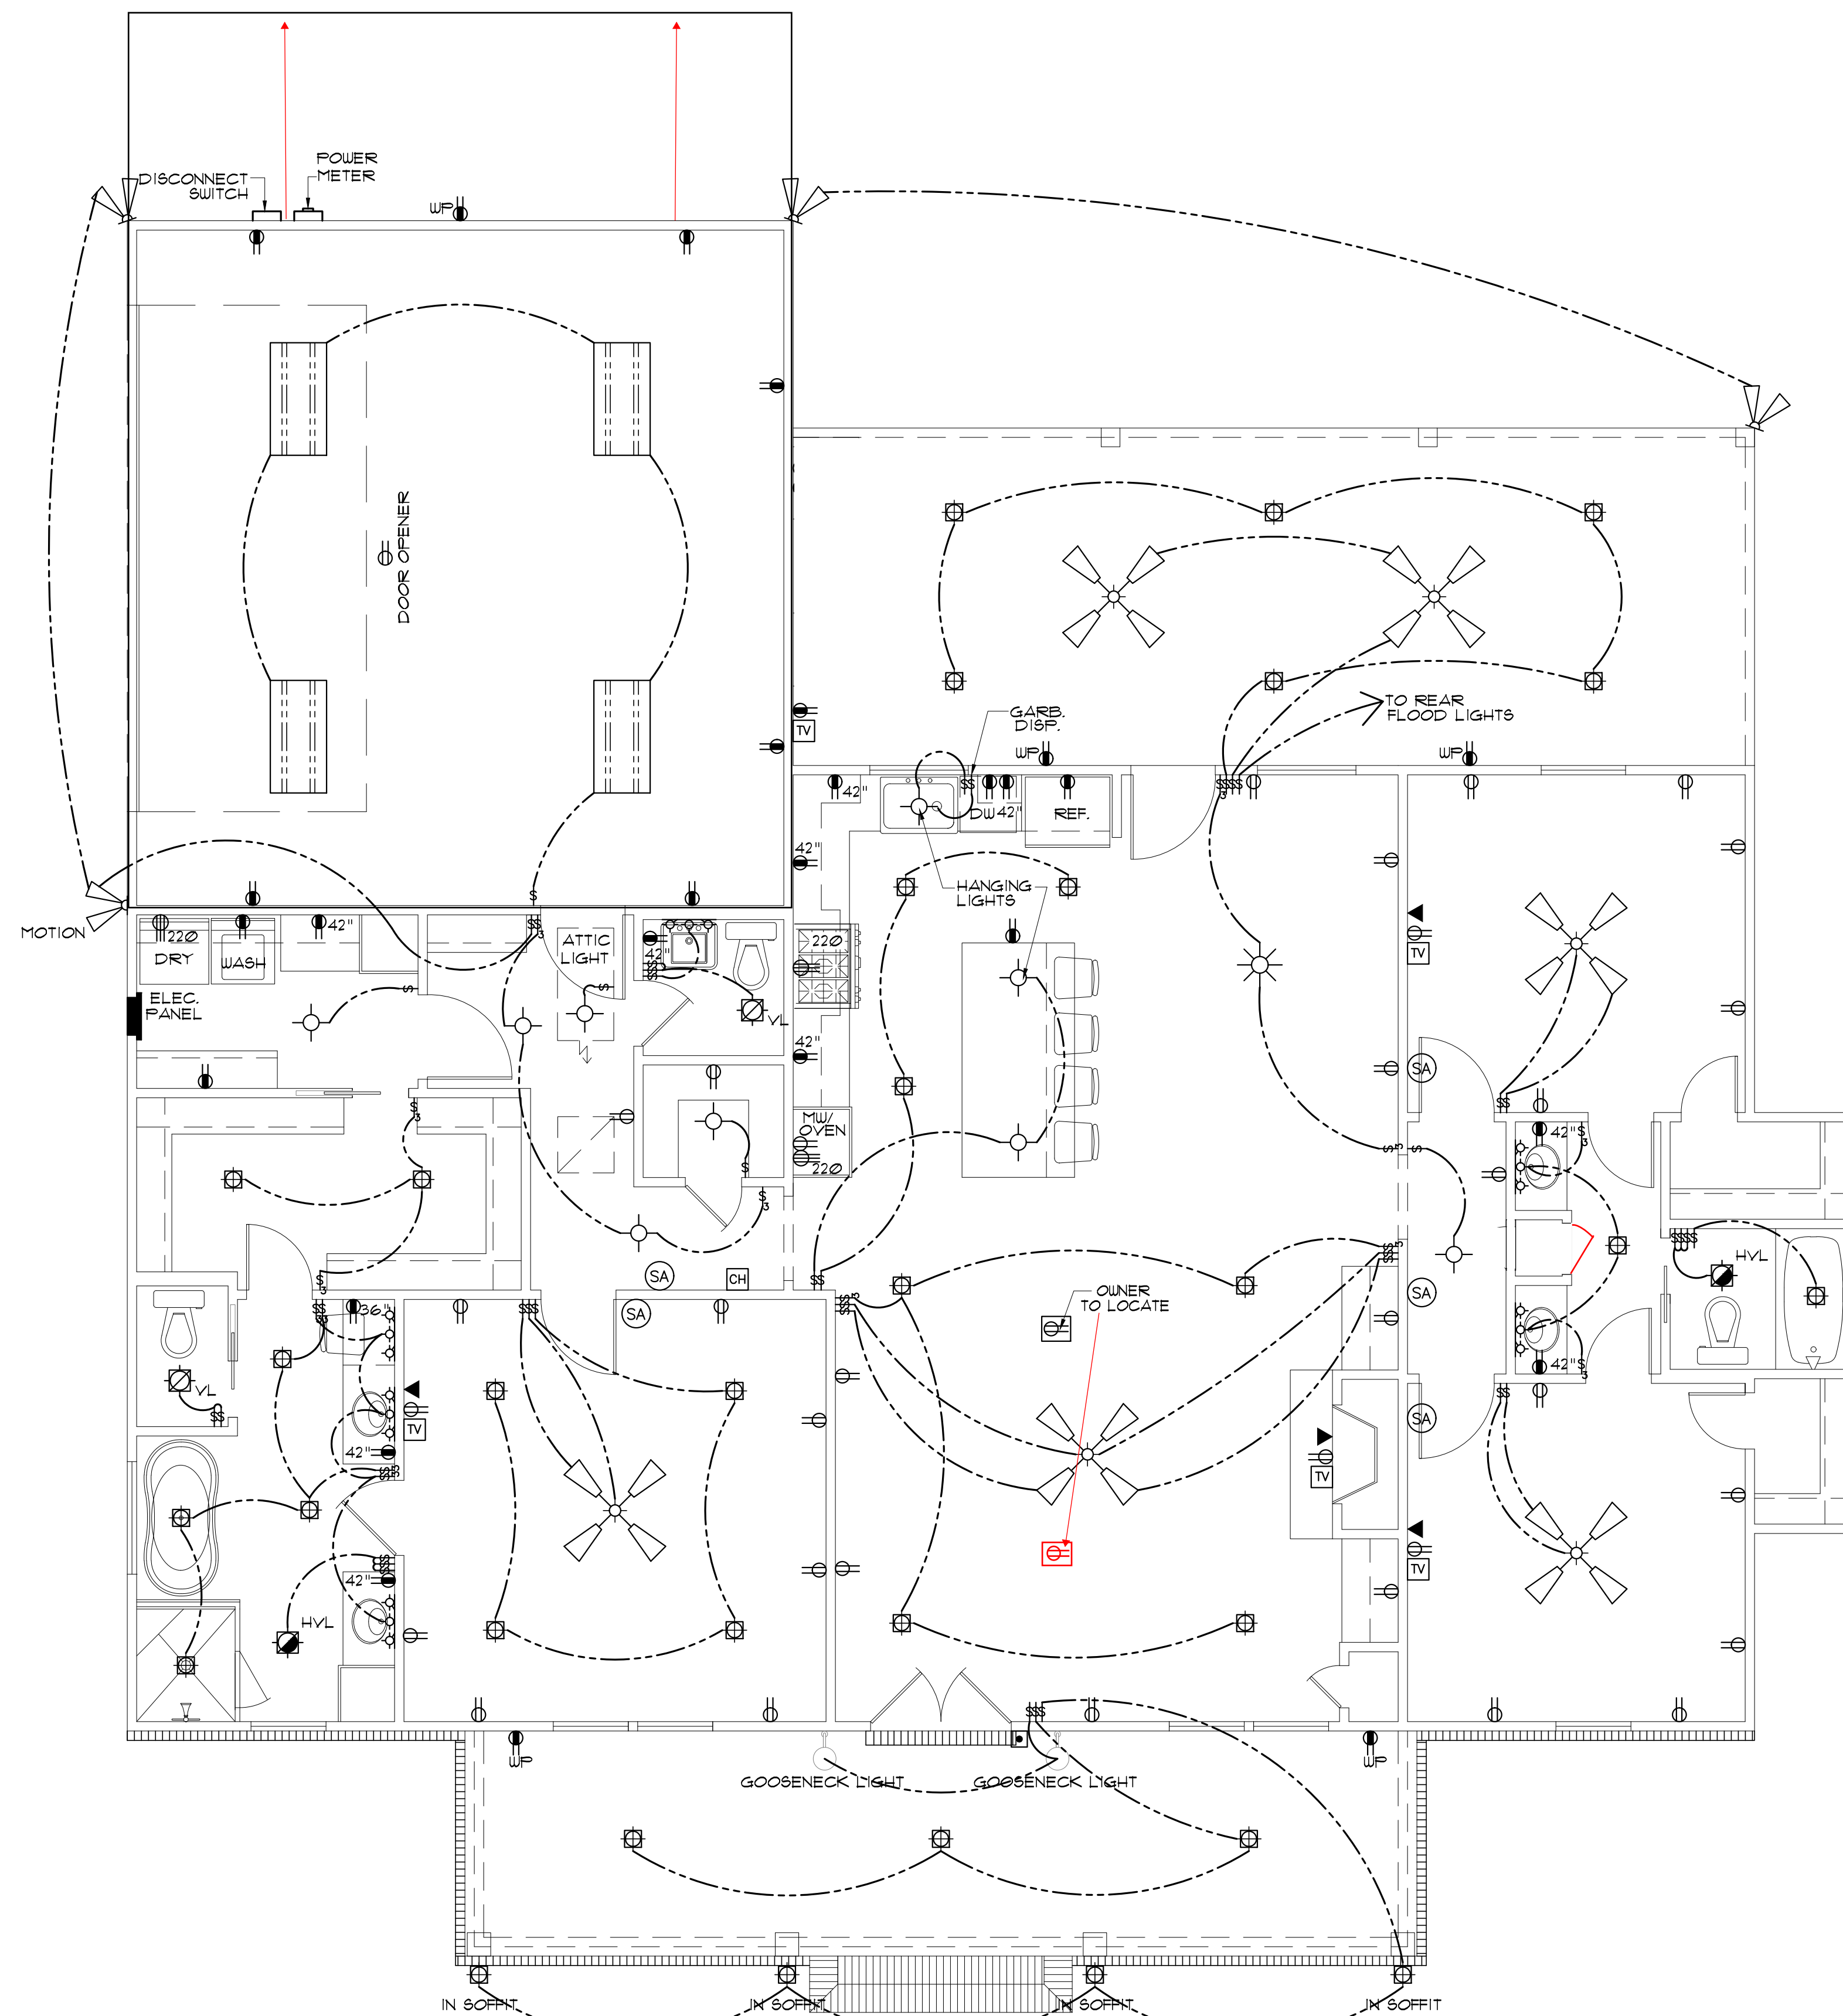 POWER
METER
DISCONNECT
SWITCH
WP
DOOR OPENER
TO REAR
FLOOD LIGHTS
GARB.
DISP.
TV
WP
WP
42"
DW 42"
REF.
42"
HANGING
LIGHTS
MOTION
220
DRY
WASH
42"
ATTIC
LIGHT
42"
220
TV
ELEC.
PANEL
VL
42"
SA
MW/
OVEN
220
42"
HVL
SA
CH
SA
OWNER
TO LOCATE
SA
36"
42"
VL
TV
SA
42"
TV
TV
42"
HVL
WP
WP
GOOSENECK LIGHT
GOOSENECK LIGHT
IN SOFFIT
IN SOFFIT
IN SOFFIT
IN SOFFIT